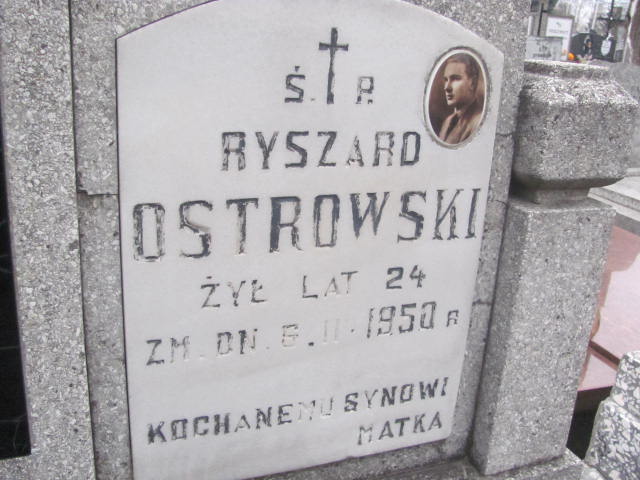 Ś. P.
RYSZARD
OSTROWSKI
ŻYŁ LAT 24
ZM. DN. 6.II.1950 R
KOCHANEMU SYNOWI
MATKA